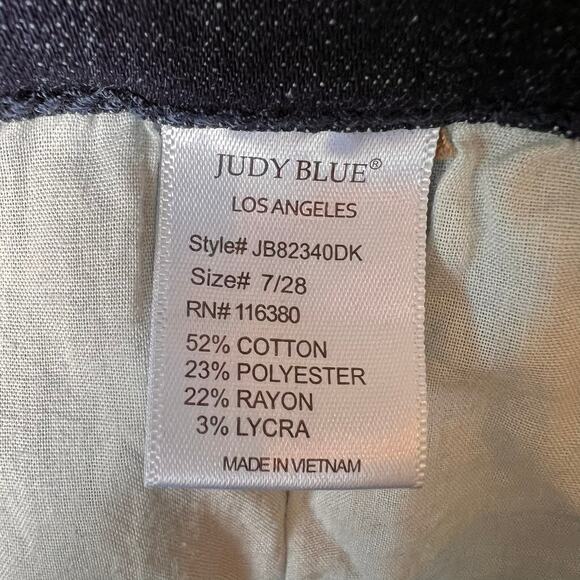 JUDY BLUE®
LOS ANGELES
Style# JB82340DK
Size# 7/28
RN# 116380
52% COTTON
23% POLYESTER
22% RAYON
3% LYCRA
MADE IN VIETNAM